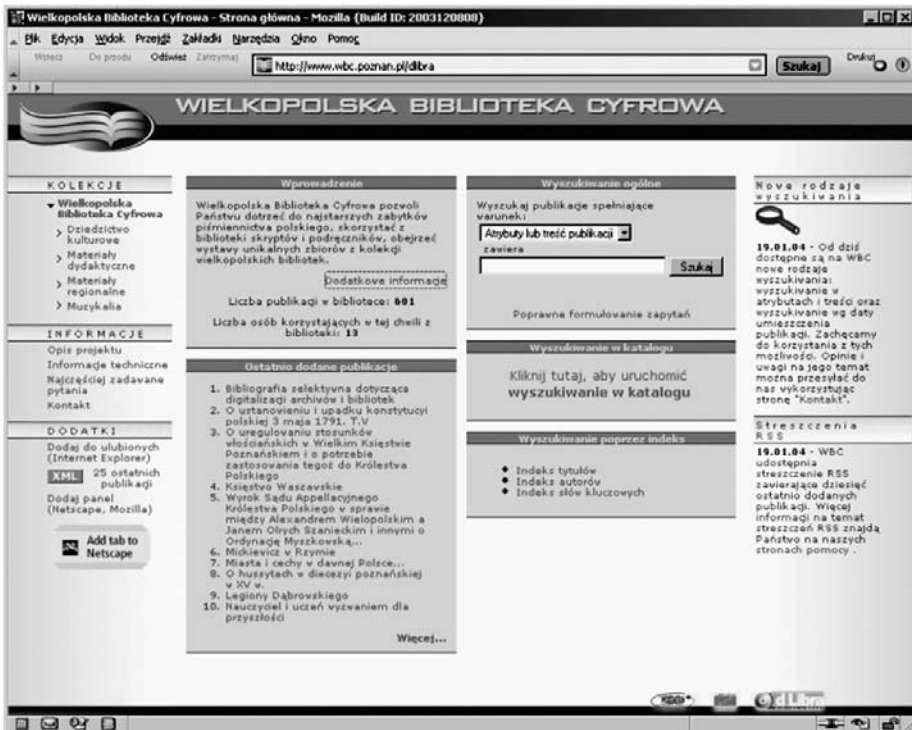 Wielkopolska Biblioteka Cyfrowa - Strona główna - Mozilla {Build ID: 2003120808}
Plik Edycja Widok Przejdź Zakładki Narzędzia Okno Pomoc
Wstecz Do przodu Odśwież Zatrzymaj http://www.wbc.poznan.pl/dlibra Szukaj Drukuj
WIELKOPOLSKA BIBLIOTEKA CYFROWA
KOLEKCJE
Wielkopolska
Biblioteka Cyfrowa
Dziedzictwo
kulturowe
Materiały
dydaktyczne
Materiały
regionalne
Muzykalia
INFORMACJE
Opis projektu
Informacje techniczne
Najczęściej zadawane
pytania
Kontakt
DODATKI
Dodaj do ulubionych
(Internet Explorer)
XML 25 ostatnich
publikacji
Dodaj panel
(Netscape, Mozilla)
Add tab to
Netscape
Wprowadzenie
Wielkopolska Biblioteka Cyfrowa pozwoli
Państwu dotrzeć do najstarszych zabytków
piśmiennictwa polskiego, skorzystać z
biblioteki skryptów i podręczników, obejrzeć
wystawy unikalnych zbiorów z kolekcji
wielkopolskich bibliotek.
Dodatkowe informacje
Liczba publikacji w bibliotece: 601
Liczba osób korzystających w tej chwili z
biblioteki: 13
Ostatnio dodane publikacje
1. Bibliografia selektywna dotycząca
digitalizacji archiwów i bibliotek
2. O ustanowieniu i upadku konstytucyi
polskiej 3 maja 1791. T.V
3. O uregulowaniu stosunków
włościańskich w Wielkim Księstwie
Poznańskiem i o potrzebie
zastosowania tegoż do Królestwa
Polskiego
4. Księstwo Waszavskie
5. Wyrok Sądu Appellacyjnego
Królestwa Polskiego w sprawie
między Alexandrem Wielopolskim a
Janem Olrych Szanieckim i innymi o
Ordynację Myszkowską...
6. Mickiewicz v Rzymie
7. Miasta i cechy w davnej Polsce...
8. O hussytach w diecezyi poznańskiej
w XV w.
9. Legiony Dąbrovskiego
10. Nauczyciel i uczeń wyzwaniem dla
przyszłości
Więcej...
Wyszukiwanie ogólne
Wyszukaj publikacje spełniające
warunek:
Atrybuty lub treść publikacji
zawiera
Szukaj
Poprawne formułowanie zapytań
Wyszukiwanie w katalogu
Kliknij tutaj, aby uruchomić
wyszukiwanie w katalogu
Wyszukiwanie poprzez indeks
Indeks tytułów
Indeks autorów
Indeks słów kluczowych
Nowe rodzaje
wyszukiwania
19.01.04 - Od dziś
dostępne są na WBC
nowe rodzaje
wyszukiwania:
wyszukiwanie w
atrybutach i treści oraz
wyszukiwanie wg daty
umieszczenia
publikacji. Zachęcamy
do korzystania z tych
możliwości. Opinie i
uwagi na jego temat
można przesyłać do
nas wykorzystując
stronę "Kontakt".
Streszczenia
RSS
19.01.04 - WBC
udostępnia
streszczenie RSS
zawierające dziesięć
ostatnio dodanych
publikacji. Więcej
informacji na temat
streszczeń RSS znajdą
Państwo na naszych
stronach pomocy .
dLibra